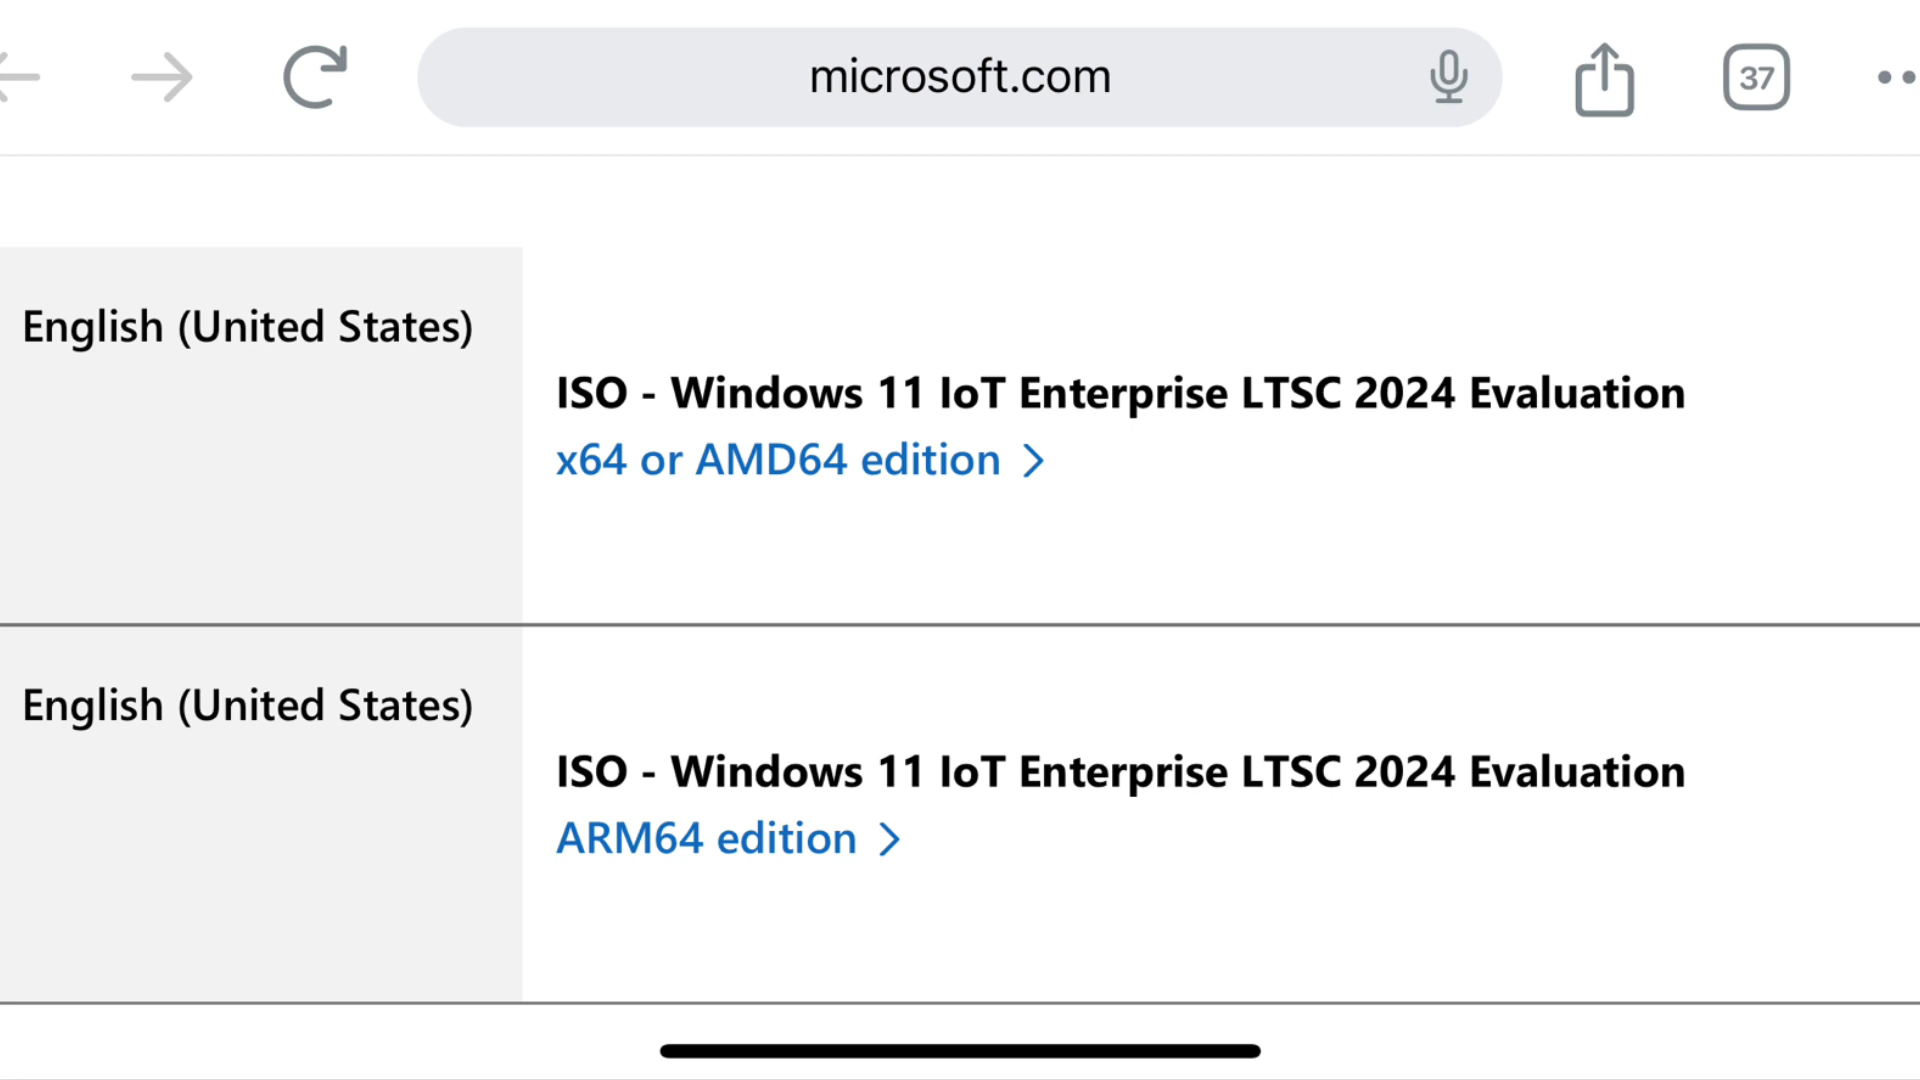 microsoft.com
37
English (United States)
ISO - Windows 11 IoT Enterprise LTSC 2024 Evaluation
x64 or AMD64 edition >
English (United States)
ISO - Windows 11 IoT Enterprise LTSC 2024 Evaluation
ARM64 edition >